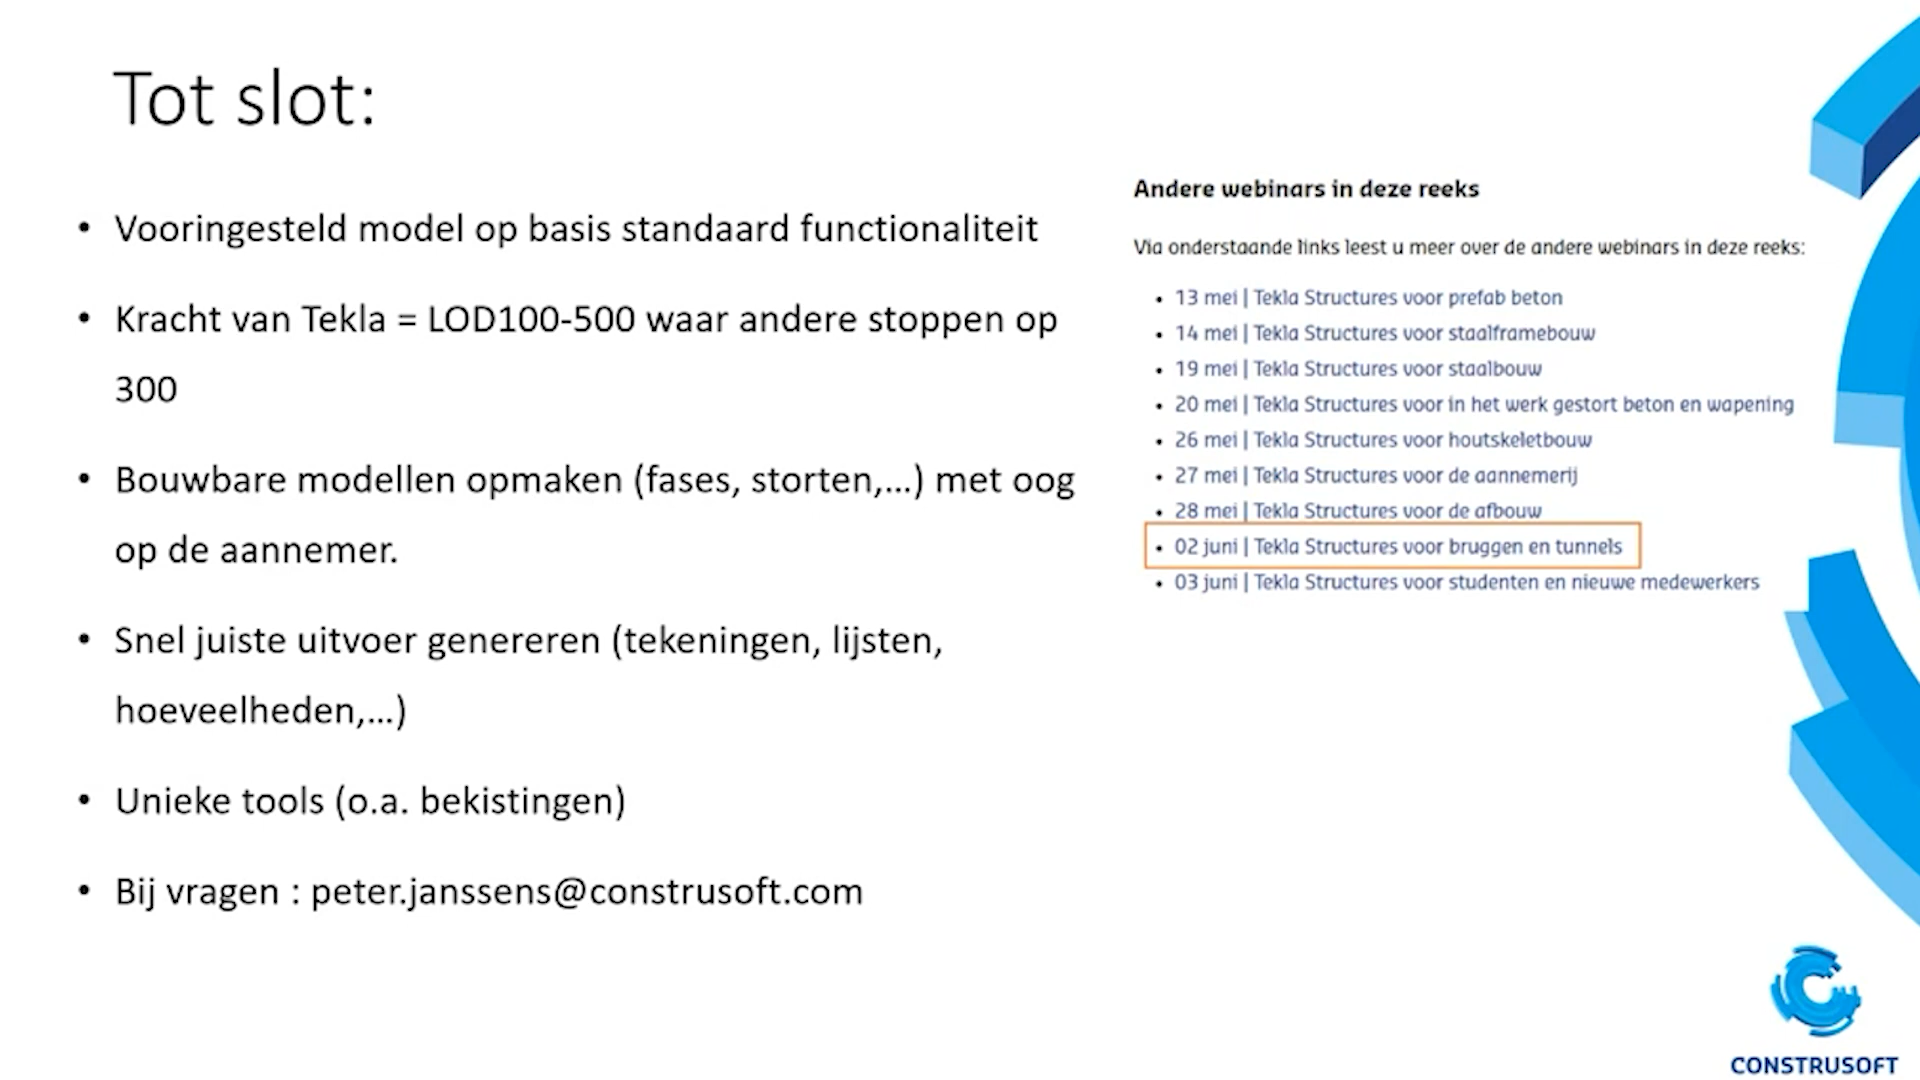 Tot slot:
• Vooringesteld model op basis standaard functionaliteit
• Kracht van Tekla = LOD100-500 waar andere stoppen op
300
• Bouwbare modellen opmaken (fases, storten,...) met oog
op de aannemer.
• Snel juiste uitvoer genereren (tekeningen, lijsten,
hoeveelheden,...)
• Unieke tools (o.a. bekistingen)
• Bij vragen : peter.janssens@construsoft.com
Andere webinars in deze reeks
Via onderstaande links leest u meer over de andere webinars in deze reeks:
• 13 mei | Tekla Structures voor prefab beton
• 14 mei | Tekla Structures voor staalframebouw
• 19 mei | Tekla Structures voor staalbouw
• 20 mei | Tekla Structures voor in het werk gestort beton en wapening
• 26 mei | Tekla Structures voor houtskeletbouw
• 27 mei | Tekla Structures voor de aannemerij
• 28 mei | Tekla Structures voor de afbouw
• 02 juni | Tekla Structures voor bruggen en tunnels
• 03 juni | Tekla Structures voor studenten en nieuwe medewerkers
CONSTRUSOFT